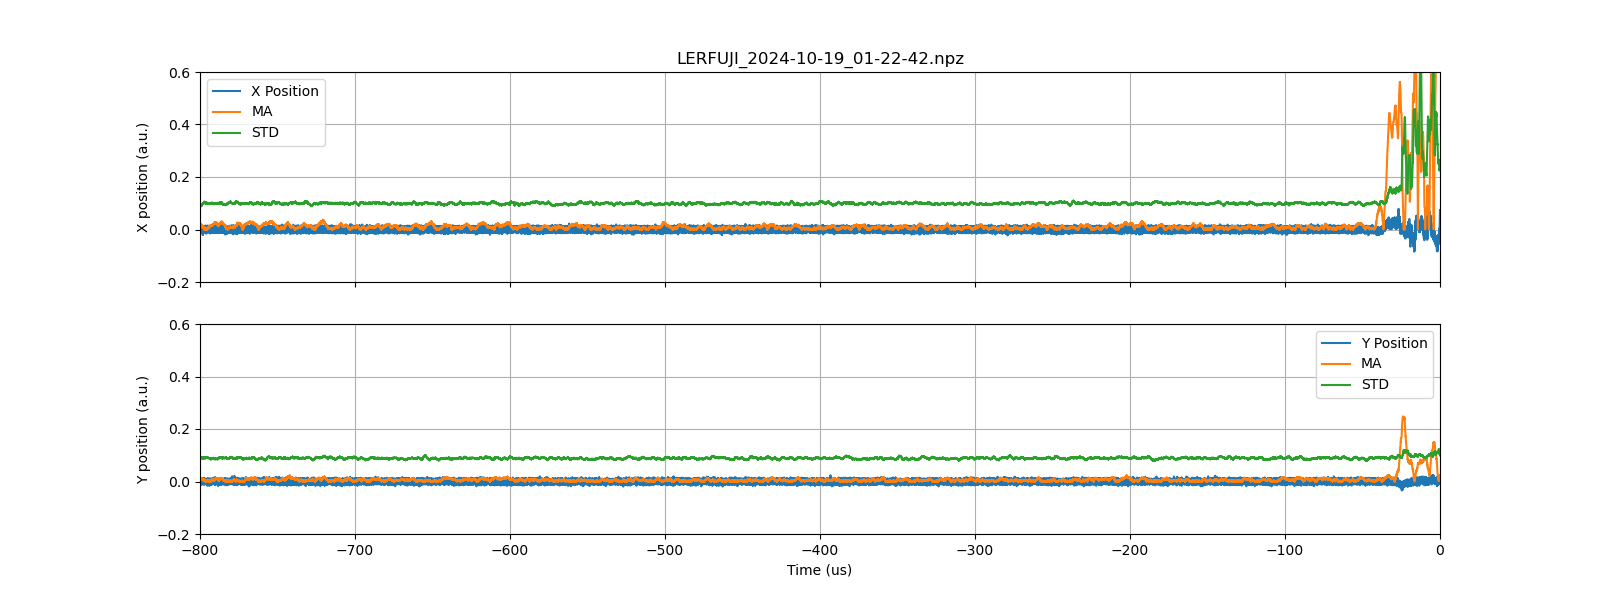 LERFUJI_2024-10-19_01-22-42.npz
0.6
0.4
0.2
0.0
−0.2
X position (a.u.)
X Position
MA
STD
0.6
0.4
0.2
0.0
−0.2
Y position (a.u.)
Y Position
MA
STD
−800 −700 −600 −500 −400 −300 −200 −100 0
Time (us)